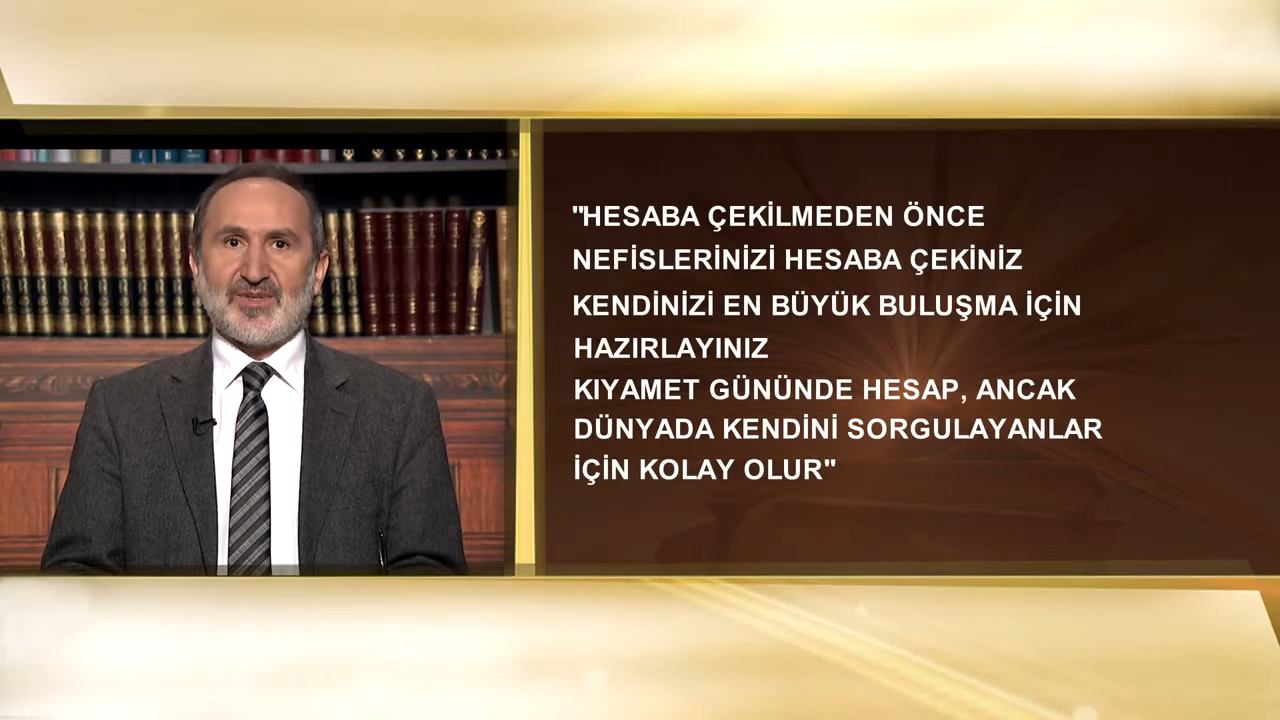 "HESABA ÇEKİLMEDEN ÖNCE
NEFİSLERİNİZİ HESABA ÇEKİNİZ
KENDİNİZİ EN BÜYÜK BULUŞMA İÇİN
HAZIRLAYINIZ
KIYAMET GÜNÜNDE HESAP, ANCAK
DÜNYADA KENDİNİ SORGULAYANLAR
İÇİN KOLAY OLUR"